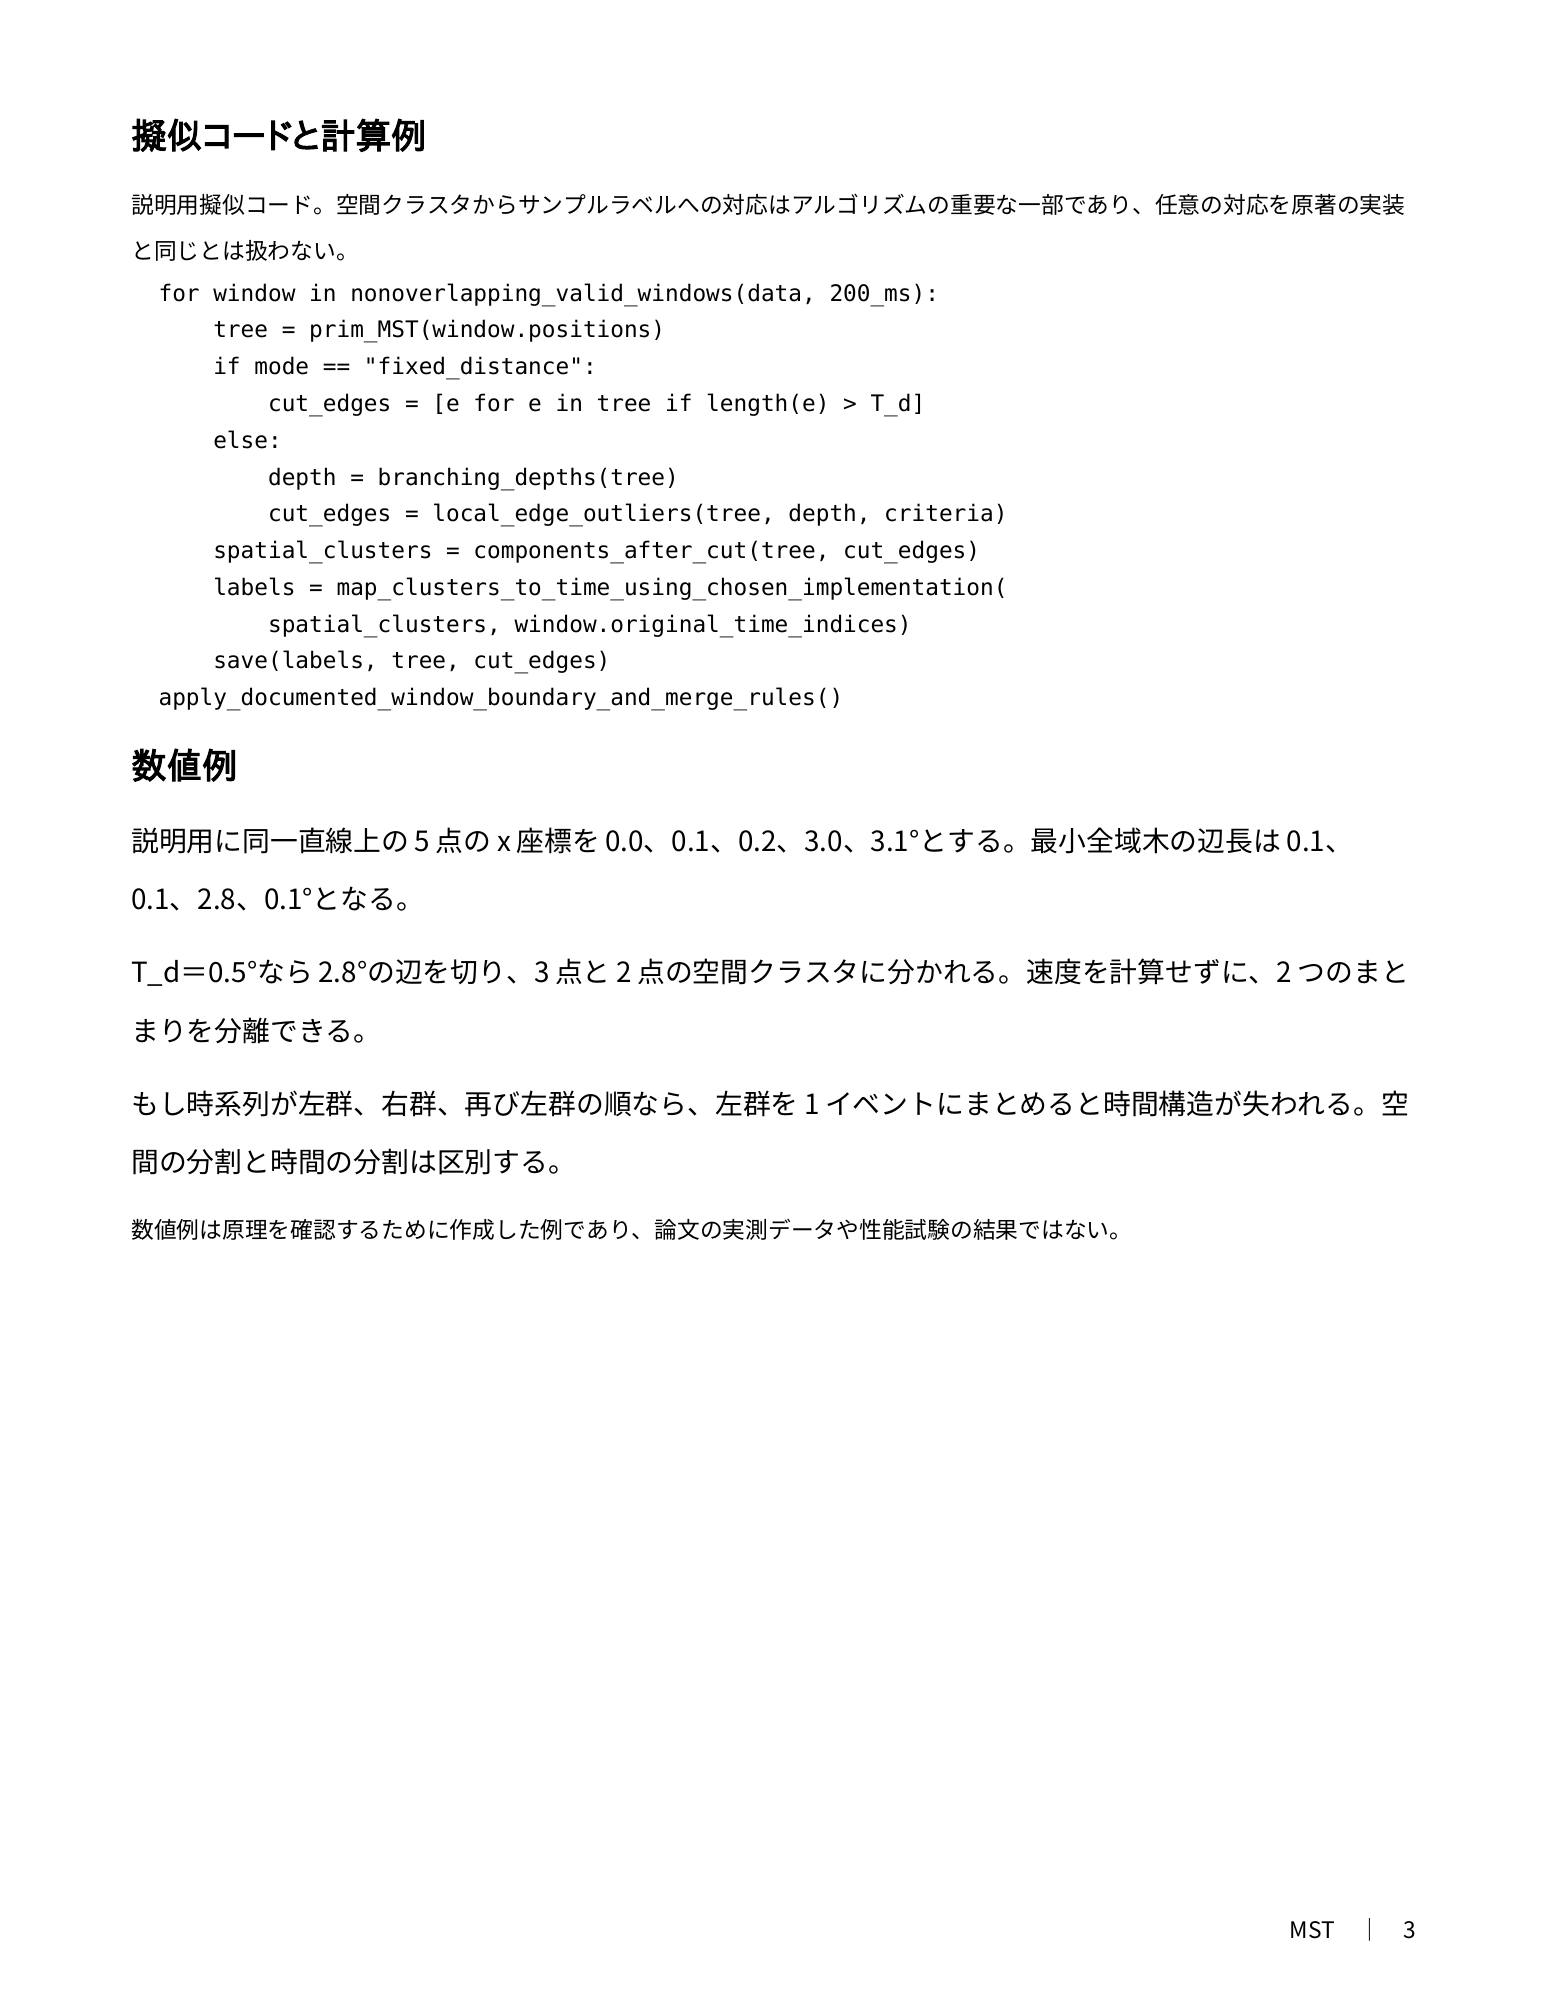 擬似コードと計算例
説明用擬似コード。空間クラスタからサンプルラベルへの対応はアルゴリズムの重要な一部であり、任意の対応を原著の実装
と同じとは扱わない。
for window in nonoverlapping_valid_windows(data, 200_ms):
    tree = prim_MST(window.positions)
    if mode == "fixed_distance":
        cut_edges = [e for e in tree if length(e) > T_d]
    else:
        depth = branching_depths(tree)
        cut_edges = local_edge_outliers(tree, depth, criteria)
    spatial_clusters = components_after_cut(tree, cut_edges)
    labels = map_clusters_to_time_using_chosen_implementation(
        spatial_clusters, window.original_time_indices)
    save(labels, tree, cut_edges)
apply_documented_window_boundary_and_merge_rules()
数値例
説明用に同一直線上の 5 点の x 座標を 0.0、0.1、0.2、3.0、3.1°とする。最小全域木の辺長は 0.1、
0.1、2.8、0.1°となる。
T_d＝0.5°なら 2.8°の辺を切り、3 点と 2 点の空間クラスタに分かれる。速度を計算せずに、2 つのまと
まりを分離できる。
もし時系列が左群、右群、再び左群の順なら、左群を 1 イベントにまとめると時間構造が失われる。空
間の分割と時間の分割は区別する。
数値例は原理を確認するために作成した例であり、論文の実測データや性能試験の結果ではない。
MST ｜ 3